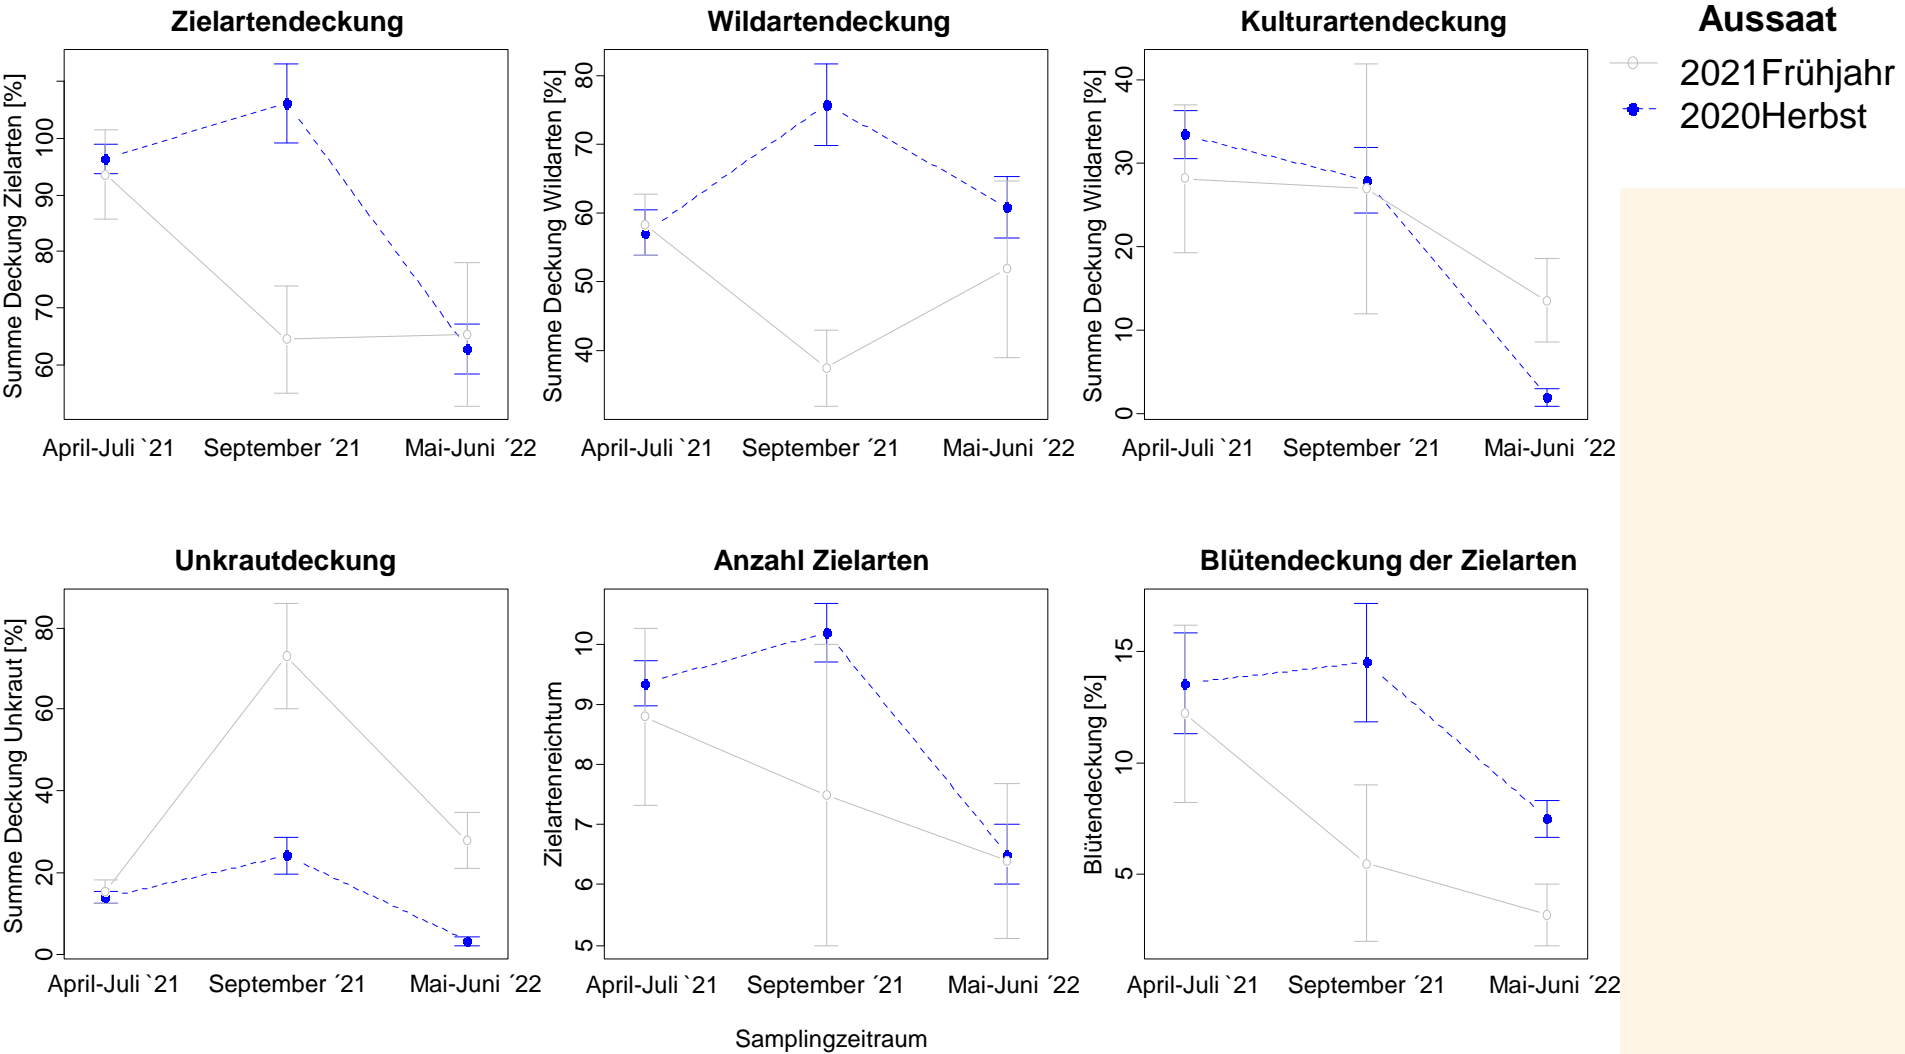 Zielartendeckung
Summe Deckung Zielarten [%]
100
90
80
70
60
April-Juli `21 September ´21 Mai-Juni ´22
Wildartendeckung
Summe Deckung Wildarten [%]
80
70
60
50
40
April-Juli `21 September ´21 Mai-Juni ´22
Kulturartendeckung
Summe Deckung Wildarten [%]
40
30
20
10
0
April-Juli `21 September ´21 Mai-Juni ´22
Aussaat
2021Frühjahr
2020Herbst
Unkrautdeckung
Summe Deckung Unkraut [%]
80
60
40
20
0
April-Juli `21 September ´21 Mai-Juni ´22
Anzahl Zielarten
Zielartenreichtum
10
9
8
7
6
5
April-Juli `21 September ´21 Mai-Juni ´22
Blütendeckung der Zielarten
Blütendeckung [%]
15
10
5
April-Juli `21 September ´21 Mai-Juni ´22
Samplingzeitraum